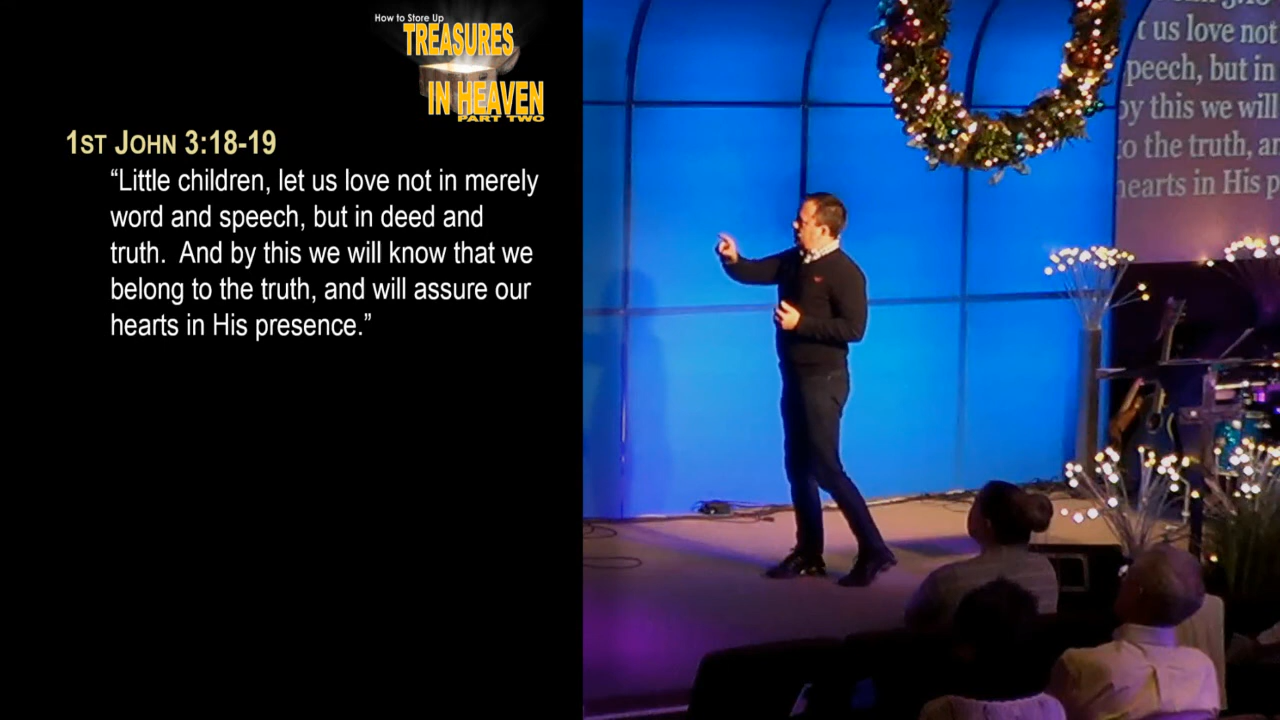 How to Store Up
TREASURES
IN HEAVEN
PART TWO
1ST JOHN 3:18-19
“Little children, let us love not in merely
word and speech, but in deed and
truth.  And by this we will know that we
belong to the truth, and will assure our
hearts in His presence.”
t us love not
peech, but in
by this we will
to the truth, an
hearts in His p